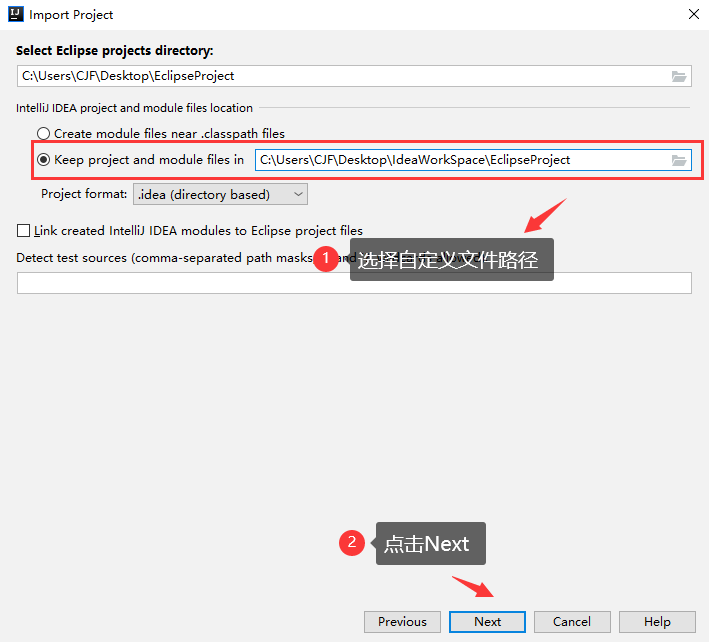 IJ Import Project
Select Eclipse projects directory:
C:\Users\CJF\Desktop\EclipseProject
IntelliJ IDEA project and module files location
Create module files near .classpath files
Keep project and module files in C:\Users\CJF\Desktop\IdeaWorkSpace\EclipseProject
Project format: .idea (directory based)
Link created IntelliJ IDEA modules to Eclipse project files
Detect test sources (comma-separated path masks
1 选择自定义文件路径
2 点击Next
Previous Next Cancel Help